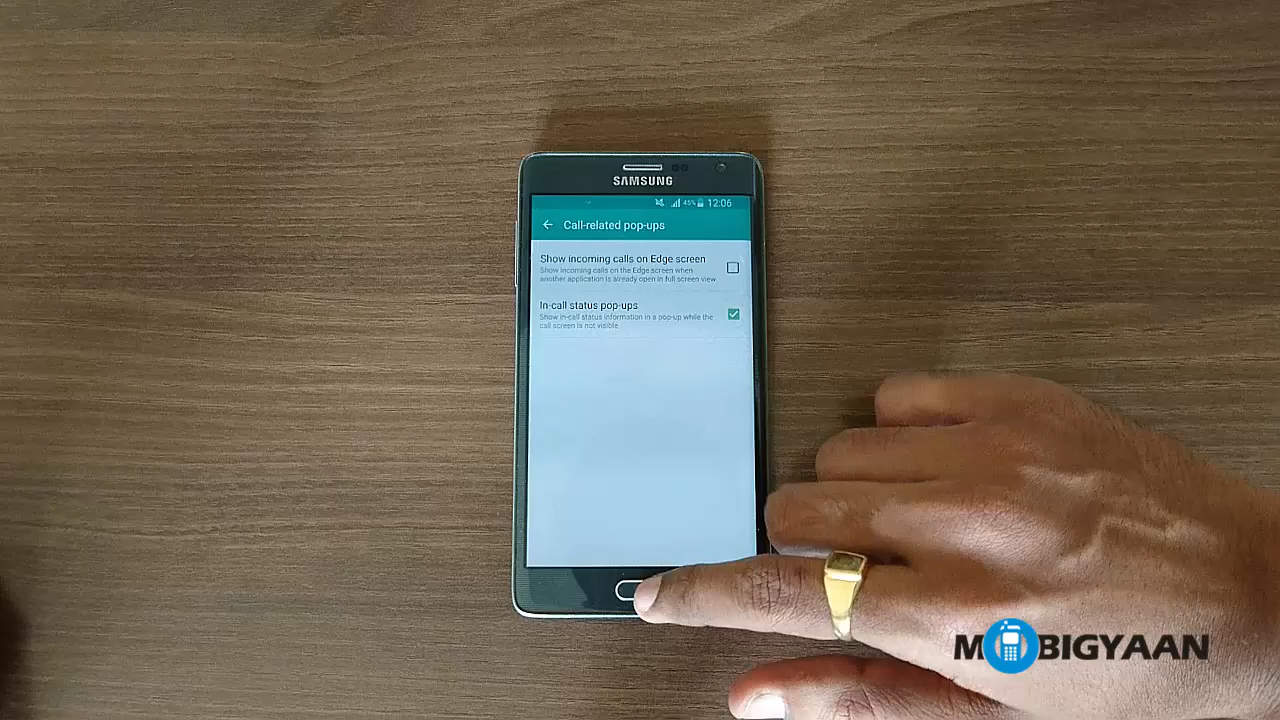 SAMSUNG
45% 12:06
Call-related pop-ups
Show incoming calls on Edge screen
Show incoming calls on the Edge screen when
another application is already open in full screen view.
In-call status pop-ups
Show in-call status information in a pop-up while the
call screen is not visible.
MOBIGYAAN